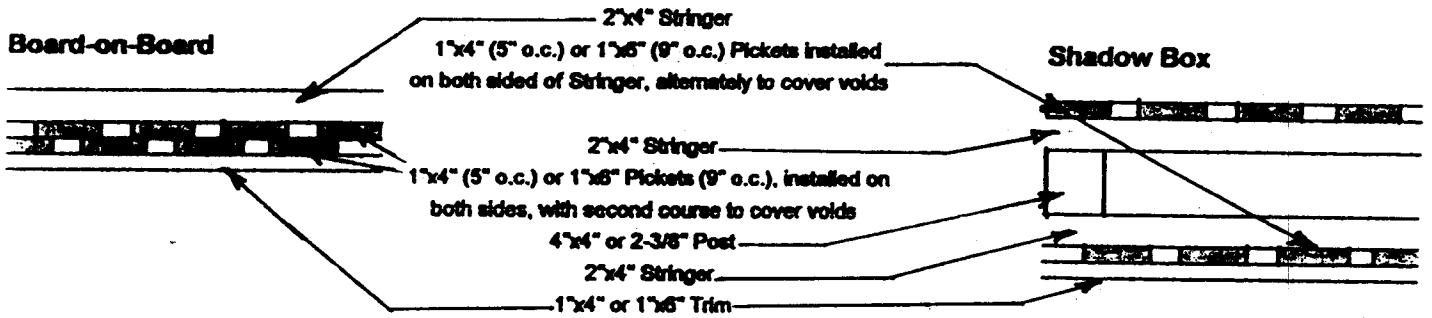 Board-on-Board
2"x4" Stringer
1"x4" (5" o.c.) or 1"x6" (9" o.c.) Pickets installed
on both sided of Stringer, alternately to cover voids
Shadow Box
2"x4" Stringer
1"x4" (5" o.c.) or 1"x6" Pickets (9" o.c.), installed on
both sides, with second course to cover voids
4"x4" or 2-3/8" Post
2"x4" Stringer
1"x4" or 1"x6" Trim